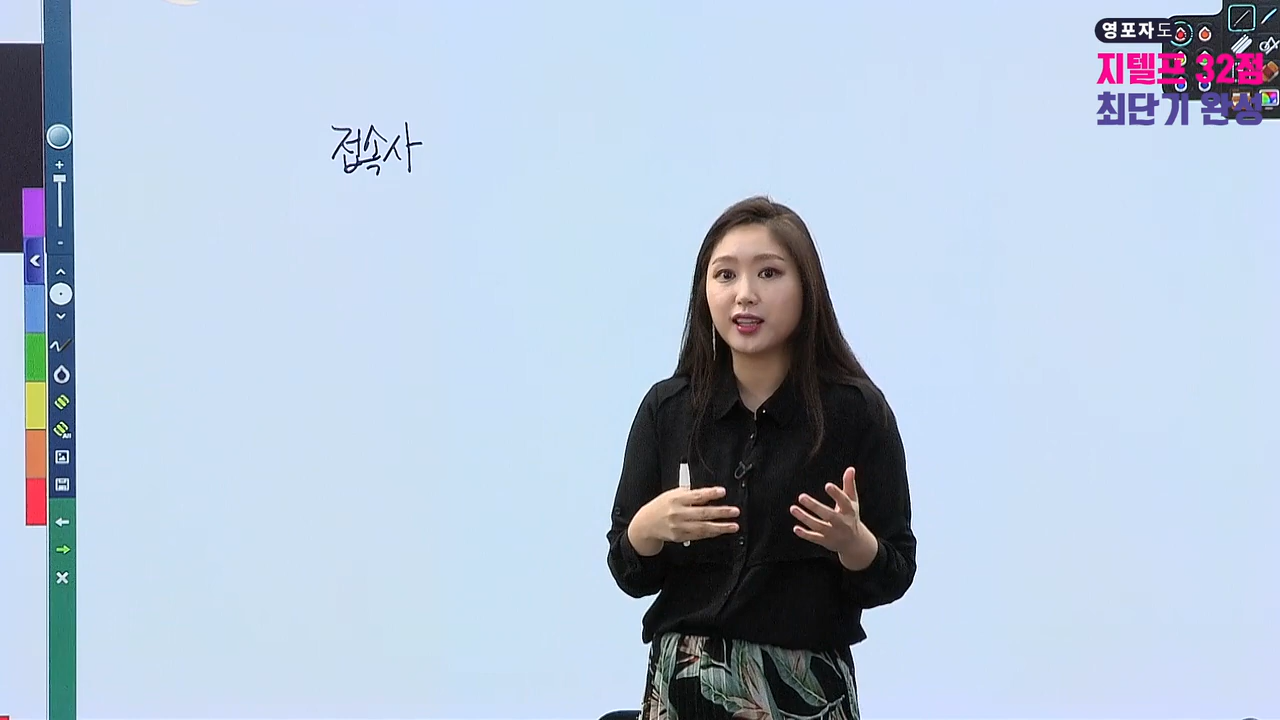 영포자도
지텔프 32점
최단기 완성
접속사